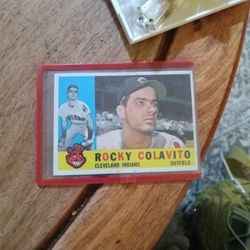 ROCKY COLAVITO
CLEVELAND INDIANS OUTFIELD